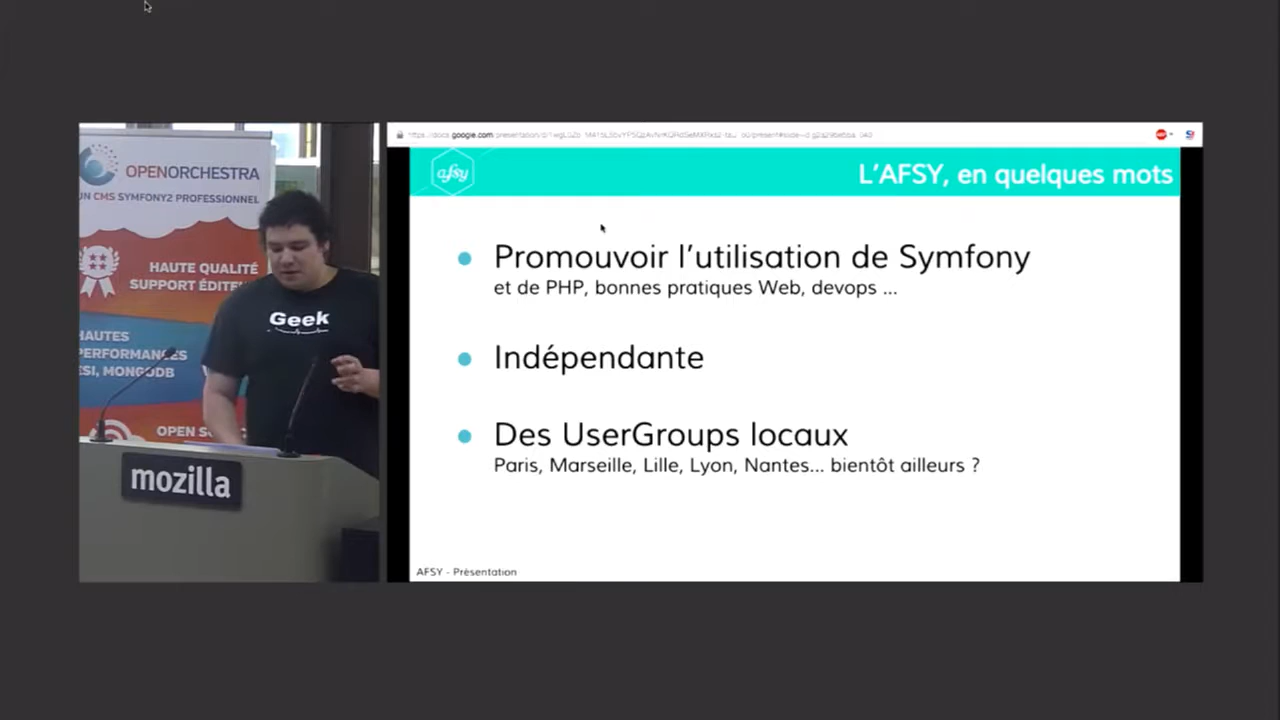 OPENORCHESTRA
UN CMS SYMFONY2 PROFESSIONNEL
HAUTE QUALITÉ
SUPPORT ÉDITEU
HAUTES
PERFORMANCES
ESI, MONGODB
OPEN
Geek
mozilla
google.com
afsy
L'AFSY, en quelques mots
Promouvoir l'utilisation de Symfony
et de PHP, bonnes pratiques Web, devops ...
Indépendante
Des UserGroups locaux
Paris, Marseille, Lille, Lyon, Nantes... bientôt ailleurs ?
AFSY - Présentation